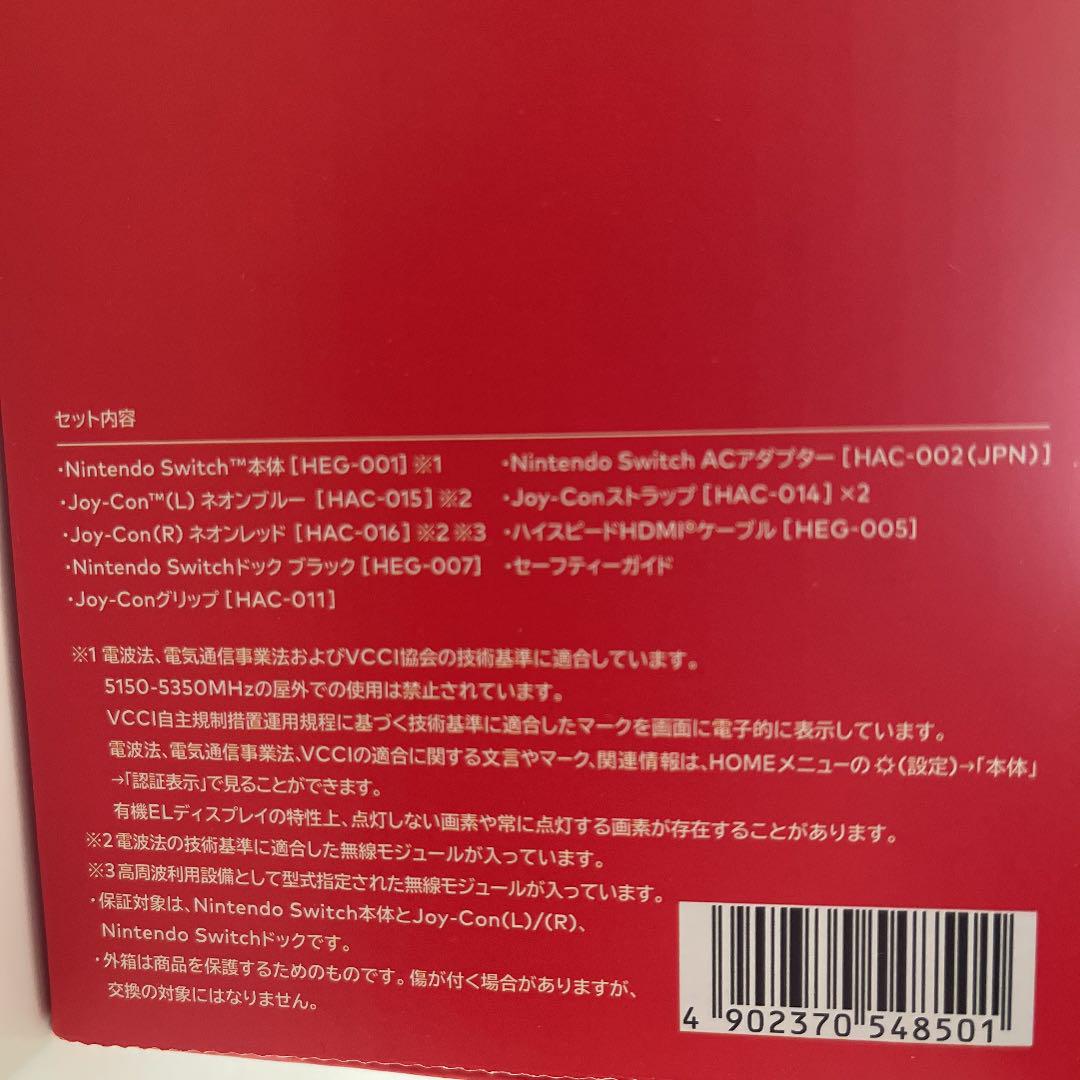 セット内容
・Nintendo Switch™本体［HEG-001］※1
・Joy-Con™(L) ネオンブルー［HAC-015］※2
・Joy-Con(R) ネオンレッド［HAC-016］※2※3
・Nintendo Switchドック ブラック［HEG-007］
・Joy-Conグリップ［HAC-011］
・Nintendo Switch ACアダプター［HAC-002(JPN)］
・Joy-Conストラップ［HAC-014］×2
・ハイスピードHDMI®ケーブル［HEG-005］
・セーフティーガイド
※1 電波法、電気通信事業法およびVCCI協会の技術基準に適合しています。
5150-5350MHzの屋外での使用は禁止されています。
VCCI自主規制措置運用規程に基づく技術基準に適合したマークを画面に電子的に表示しています。
電波法、電気通信事業法、VCCIの適合に関する文言やマーク、関連情報は、HOMEメニューの(設定)→「本体」
→「認証表示」で見ることができます。
有機ELディスプレイの特性上、点灯しない画素や常に点灯する画素が存在することがあります。
※2 電波法の技術基準に適合した無線モジュールが入っています。
※3 高周波利用設備として型式指定された無線モジュールが入っています。
・保証対象は、Nintendo Switch本体とJoy-Con(L)/(R)、
Nintendo Switchドックです。
・外箱は商品を保護するためのものです。傷が付く場合がありますが、
交換の対象にはなりません。
4 902370 548501